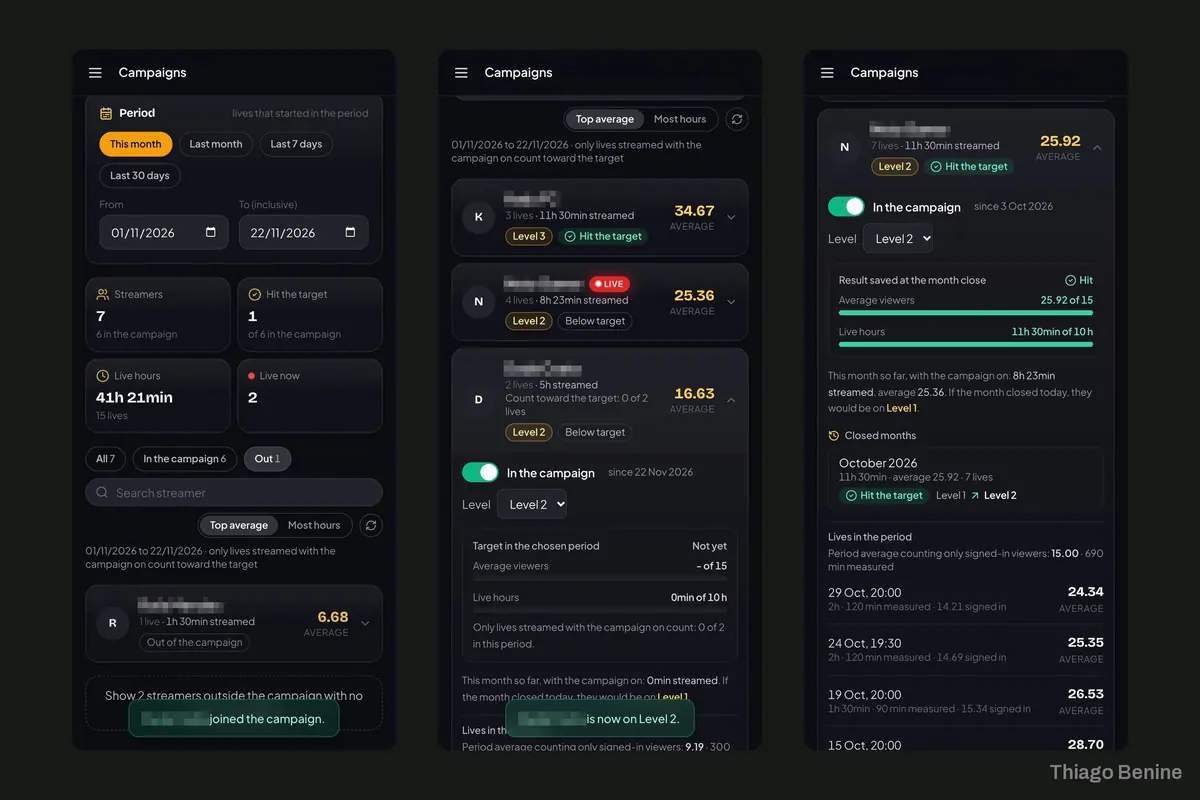 Campaigns
Period
lives that started in the period
This month
Last month
Last 7 days
Last 30 days
From
To (inclusive)
01/11/2026
22/11/2026
Streamers
7
6 in the campaign
Hit the target
1
of 6 in the campaign
Live hours
41h 21min
15 lives
Live now
2
All 7
In the campaign 6
Out 1
Search streamer
Top average
Most hours
01/11/2026 to 22/11/2026 · only lives streamed with the
campaign on count toward the target
R
1 live · 1h 30min streamed
Out of the campaign
6.68
AVERAGE
Show 2 streamers outside the campaign with no
joined the campaign.
Campaigns
Top average
Most hours
01/11/2026 to 22/11/2026 · only lives streamed with the
campaign on count toward the target
K
3 lives · 11h 30min streamed
Level 3
Hit the target
34.67
AVERAGE
N
LIVE
4 lives · 8h 23min streamed
Level 2
Below target
25.36
AVERAGE
D
2 lives · 5h streamed
Count toward the target: 0 of 2
lives
Level 2
Below target
16.63
AVERAGE
In the campaign
since 22 Nov 2026
Level
Level 2
Target in the chosen period
Not yet
Average viewers
– of 15
Live hours
0min of 10 h
Only lives streamed with the campaign on count: 0 of 2
in this period.
This month so far, with the campaign on: 0min streamed. If
the month closed today, they would be on Level 1.
Lives in th
is now on Level 2.
Period average counting only signed-in viewers: 9.19 · 300
Campaigns
N
7 lives · 11h 30min streamed
Level 2
Hit the target
25.92
AVERAGE
In the campaign
since 3 Oct 2026
Level
Level 2
Result saved at the month close
Hit
Average viewers
25.92 of 15
Live hours
11h 30min of 10 h
This month so far, with the campaign on: 8h 23min
streamed, average 25.36. If the month closed today, they
would be on Level 1.
Closed months
October 2026
11h 30min · average 25.92 · 7 lives
Hit the target
Level 1 ↗ Level 2
Lives in the period
Period average counting only signed-in viewers: 15.00 · 690
min measured
29 Oct, 20:00
2h · 120 min measured · 14.21 signed in
24.34
AVERAGE
24 Oct, 19:30
2h · 120 min measured · 14.69 signed in
25.35
AVERAGE
19 Oct, 20:00
1h 30min · 90 min measured · 15.34 signed in
26.53
AVERAGE
15 Oct, 20:00
28.70
Thiago Benine